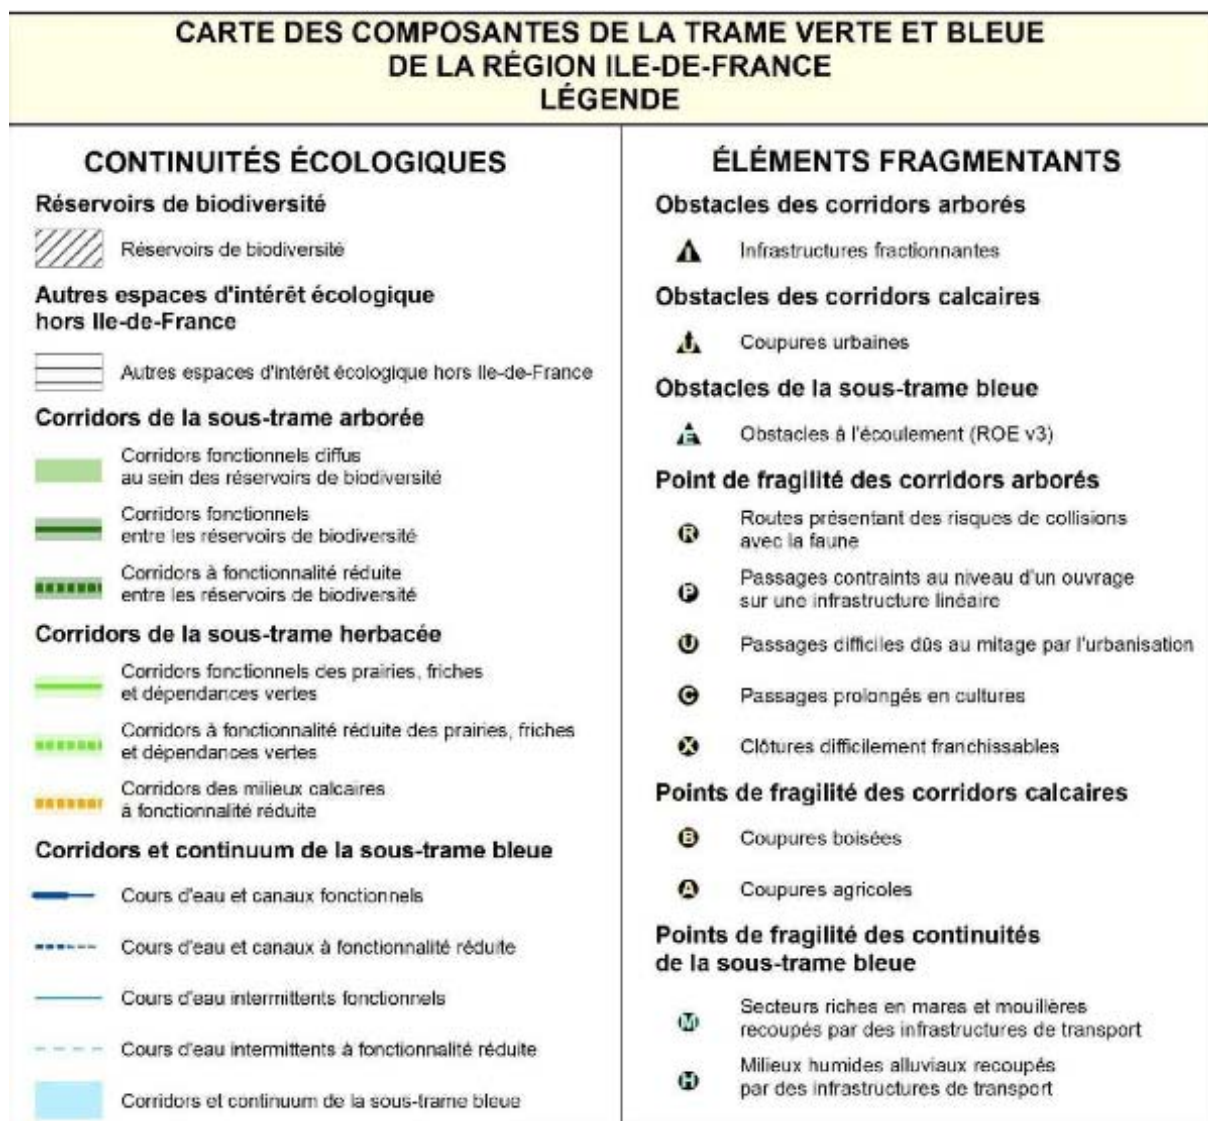 CARTE DES COMPOSANTES DE LA TRAME VERTE ET BLEUE
DE LA RÉGION ILE-DE-FRANCE
LÉGENDE
CONTINUITÉS ÉCOLOGIQUES
Réservoirs de biodiversité
Réservoirs de biodiversité
Autres espaces d'intérêt écologique
hors Ile-de-France
Autres espaces d'intérêt écologique hors Ile-de-France
Corridors de la sous-trame arborée
Corridors fonctionnels diffus
au sein des réservoirs de biodiversité
Corridors fonctionnels
entre les réservoirs de biodiversité
Corridors à fonctionnalité réduite
entre les réservoirs de biodiversité
Corridors de la sous-trame herbacée
Corridors fonctionnels des prairies, friches
et dépendances vertes
Corridors à fonctionnalité réduite des prairies, friches
et dépendances vertes
Corridors des milieux calcaires
à fonctionnalité réduite
Corridors et continuum de la sous-trame bleue
Cours d'eau et canaux fonctionnels
Cours d'eau et canaux à fonctionnalité réduite
Cours d'eau intermittents fonctionnels
Cours d'eau intermittents à fonctionnalité réduite
Corridors et continuum de la sous-trame bleue
ÉLÉMENTS FRAGMENTANTS
Obstacles des corridors arborés
I Infrastructures fractionnantes
Obstacles des corridors calcaires
U Coupures urbaines
Obstacles de la sous-trame bleue
E Obstacles à l'écoulement (ROE v3)
Point de fragilité des corridors arborés
R Routes présentant des risques de collisions
avec la faune
P Passages contraints au niveau d'un ouvrage
sur une infrastructure linéaire
U Passages difficiles dûs au mitage par l'urbanisation
C Passages prolongés en cultures
X Clôtures difficilement franchissables
Points de fragilité des corridors calcaires
B Coupures boisées
A Coupures agricoles
Points de fragilité des continuités
de la sous-trame bleue
M Secteurs riches en mares et mouillères
recoupés par des infrastructures de transport
H Milieux humides alluviaux recoupés
par des infrastructures de transport